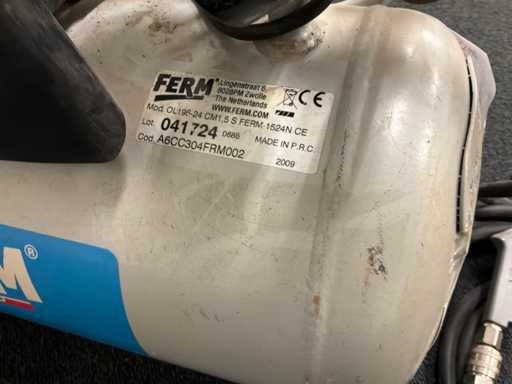 FERM®
Lingenstraat 6
8028PM Zwolle
The Netherlands
WWW.FERM.COM
CE
Mod. OL195-24 CM1,5 S FERM-1524N CE
Lot. 041724 0688 MADE IN P.R.C.
Cod. A6CC304FRM002 2009
M®